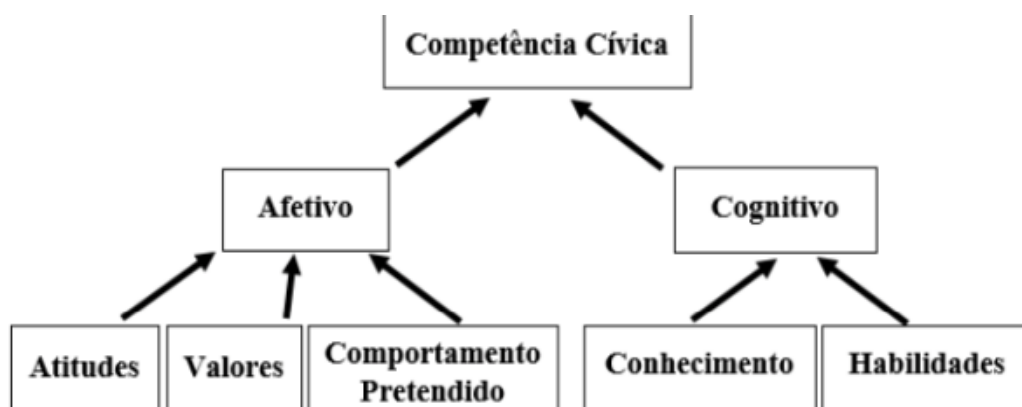 Competência Cívica
Afetivo
Cognitivo
Atitudes
Valores
Comportamento
Pretendido
Conhecimento
Habilidades